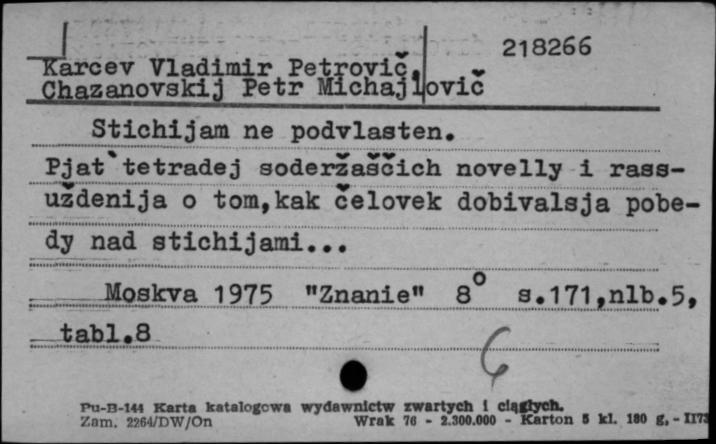 218266
Karcev Vladimir Petrovič,
Chazanovskij Petr Michajlovič
Stichijam ne podvlasten.
Pjat`tetradej soderžaščich novelly i rass-
uždenija o tom,kak čelovek dobivalsja pobe-
dy nad stichijami...
Moskva 1975 "Znanie" 8° s.171,nlb.5,
tabl.8
6
Pu-B-144 Karta katalogowa wydawnictw zwartych i ciągłych.
Zam. 2264/DW/On Wrak 76 - 2.300.000 - Karton 5 kl. 180 g. - II73